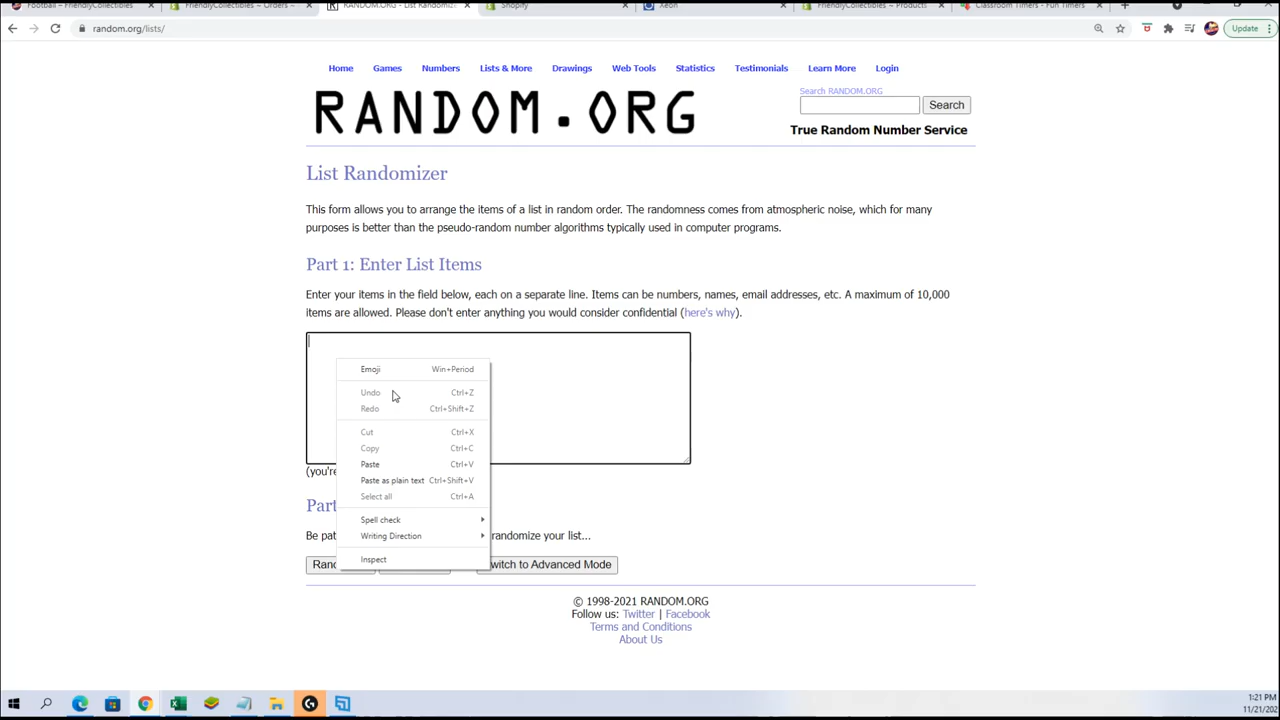 Football – FriendlyCollectibles
FriendlyCollectibles ~ Orders ~
RANDOM.ORG - List Randomizer
Shopify
Xeon
FriendlyCollectibles ~ Products
Classroom Timers - Fun Timers
random.org/lists/
Update
Home Games Numbers Lists & More Drawings Web Tools Statistics Testimonials Learn More Login
RANDOM.ORG
Search RANDOM.ORG
Search
True Random Number Service
List Randomizer
This form allows you to arrange the items of a list in random order. The randomness comes from atmospheric noise, which for many
purposes is better than the pseudo-random number algorithms typically used in computer programs.
Part 1: Enter List Items
Enter your items in the field below, each on a separate line. Items can be numbers, names, email addresses, etc. A maximum of 10,000
items are allowed. Please don't enter anything you would consider confidential (here's why).
Emoji Win+Period
Undo Ctrl+Z
Redo Ctrl+Shift+Z
Cut Ctrl+X
Copy Ctrl+C
Paste Ctrl+V
Paste as plain text Ctrl+Shift+V
Select all Ctrl+A
Spell check
Writing Direction
Inspect
(you're
Part
Be pat randomize your list...
Rand witch to Advanced Mode
© 1998-2021 RANDOM.ORG
Follow us: Twitter | Facebook
Terms and Conditions
About Us
1:21 PM
11/21/202